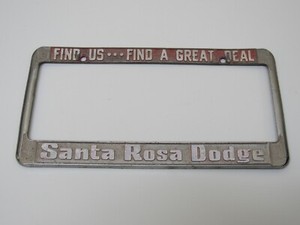 FIND US... FIND A GREAT DEAL
Santa Rosa Dodge